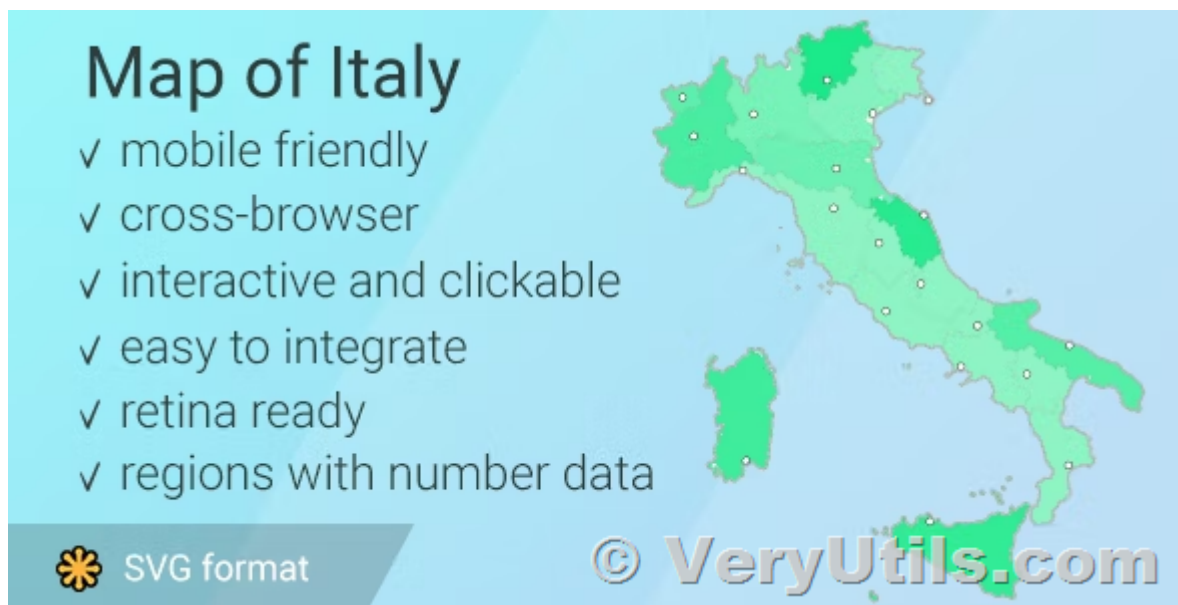 Map of Italy
✓ mobile friendly
✓ cross-browser
✓ interactive and clickable
✓ easy to integrate
✓ retina ready
✓ regions with number data
SVG format
© VeryUtils.com